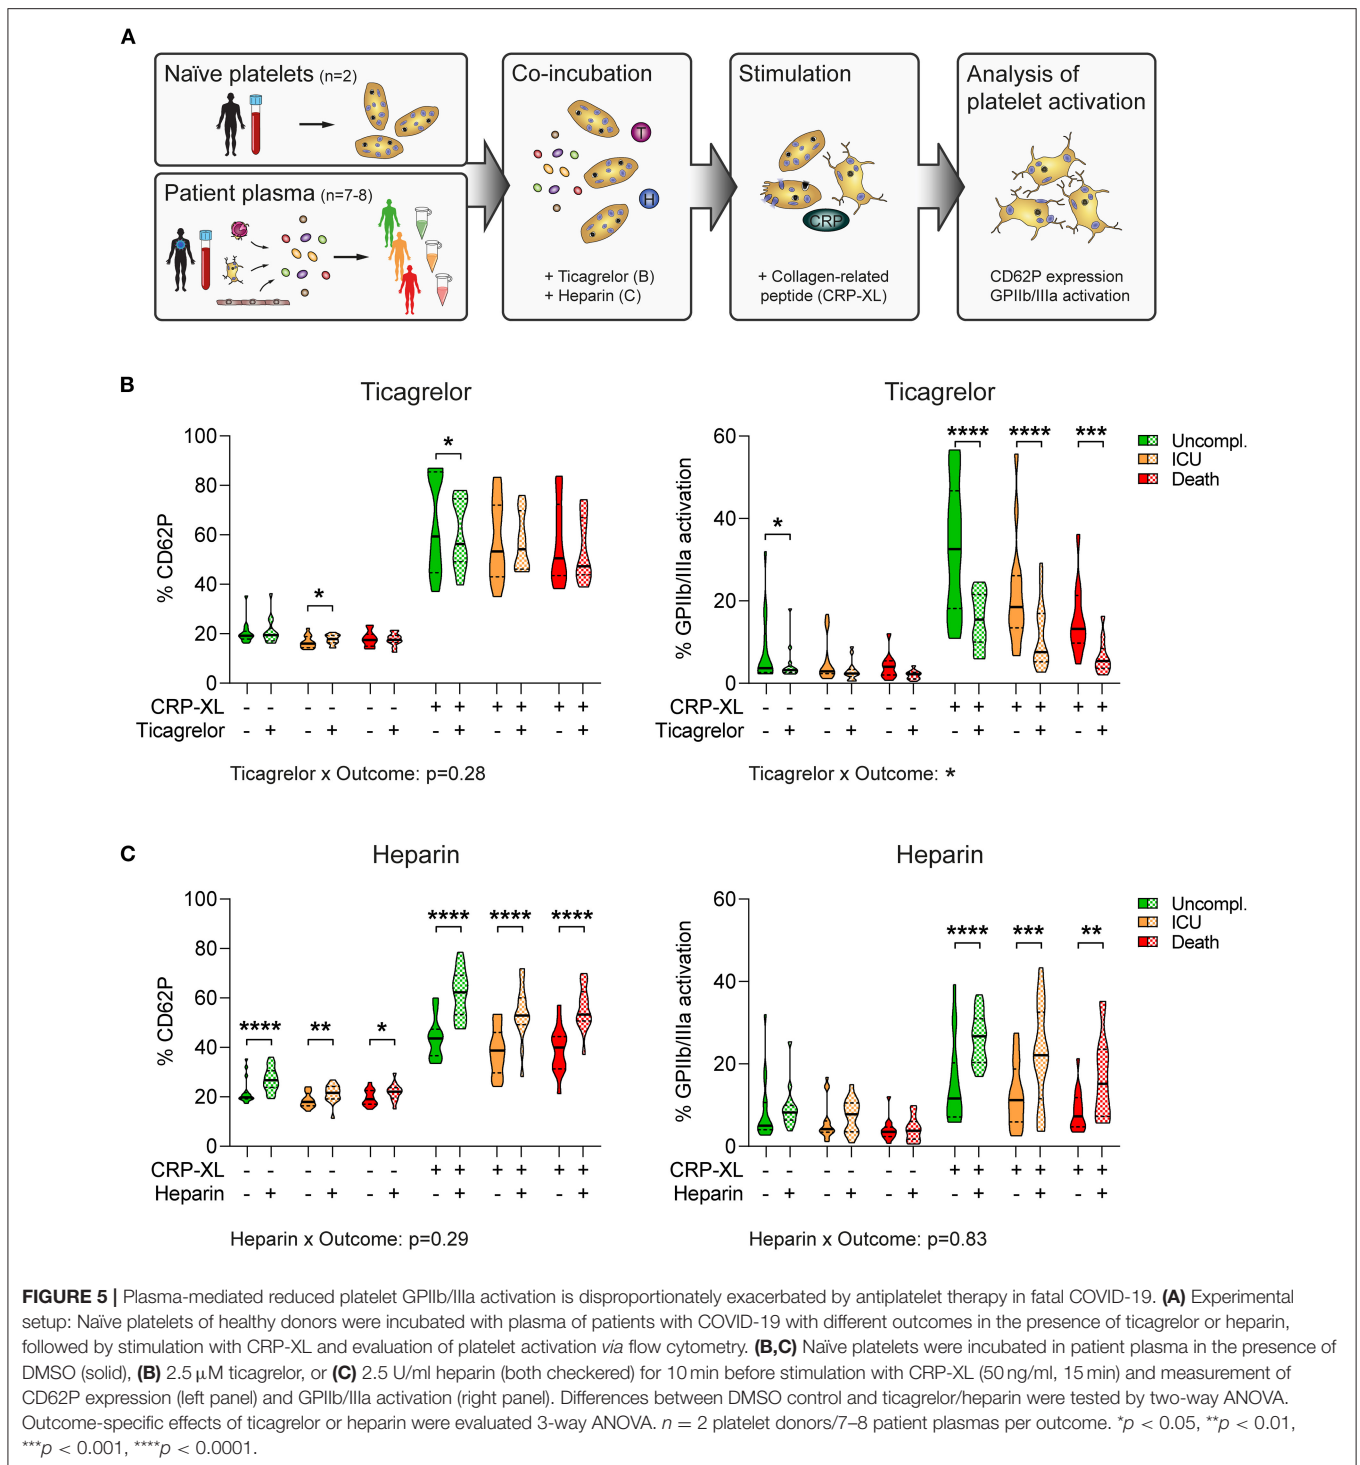 A
Naïve platelets (n=2)
Patient plasma (n=7-8)
Co-incubation
T
H
+ Ticagrelor (B)
+ Heparin (C)
Stimulation
CRP
+ Collagen-related
peptide (CRP-XL)
Analysis of
platelet activation
CD62P expression
GPIIb/IIIa activation
B
Ticagrelor
% CD62P
100
80
60
40
20
0
*
*
CRP-XL - - - - - - + + + + + +
Ticagrelor - + - + - + - + - + - +
Ticagrelor x Outcome: p=0.28
Ticagrelor
% GPIIb/IIIa activation
60
40
20
0
*
**** **** ***
Uncompl.
ICU
Death
CRP-XL - - - - - - + + + + + +
Ticagrelor - + - + - + - + - + - +
Ticagrelor x Outcome: *
C
Heparin
% CD62P
100
80
60
40
20
0
**** ** *
**** **** ****
CRP-XL - - - - - - + + + + + +
Heparin - + - + - + - + - + - +
Heparin x Outcome: p=0.29
Heparin
% GPIIb/IIIa activation
60
40
20
0
**** *** **
Uncompl.
ICU
Death
CRP-XL - - - - - - + + + + + +
Heparin - + - + - + - + - + - +
Heparin x Outcome: p=0.83
FIGURE 5 | Plasma-mediated reduced platelet GPIIb/IIIa activation is disproportionately exacerbated by antiplatelet therapy in fatal COVID-19. (A) Experimental
setup: Naïve platelets of healthy donors were incubated with plasma of patients with COVID-19 with different outcomes in the presence of ticagrelor or heparin,
followed by stimulation with CRP-XL and evaluation of platelet activation via flow cytometry. (B,C) Naïve platelets were incubated in patient plasma in the presence of
DMSO (solid), (B) 2.5 μM ticagrelor, or (C) 2.5 U/ml heparin (both checkered) for 10 min before stimulation with CRP-XL (50 ng/ml, 15 min) and measurement of
CD62P expression (left panel) and GPIIb/IIIa activation (right panel). Differences between DMSO control and ticagrelor/heparin were tested by two-way ANOVA.
Outcome-specific effects of ticagrelor or heparin were evaluated 3-way ANOVA. n = 2 platelet donors/7–8 patient plasmas per outcome. *p < 0.05, **p < 0.01,
***p < 0.001, ****p < 0.0001.